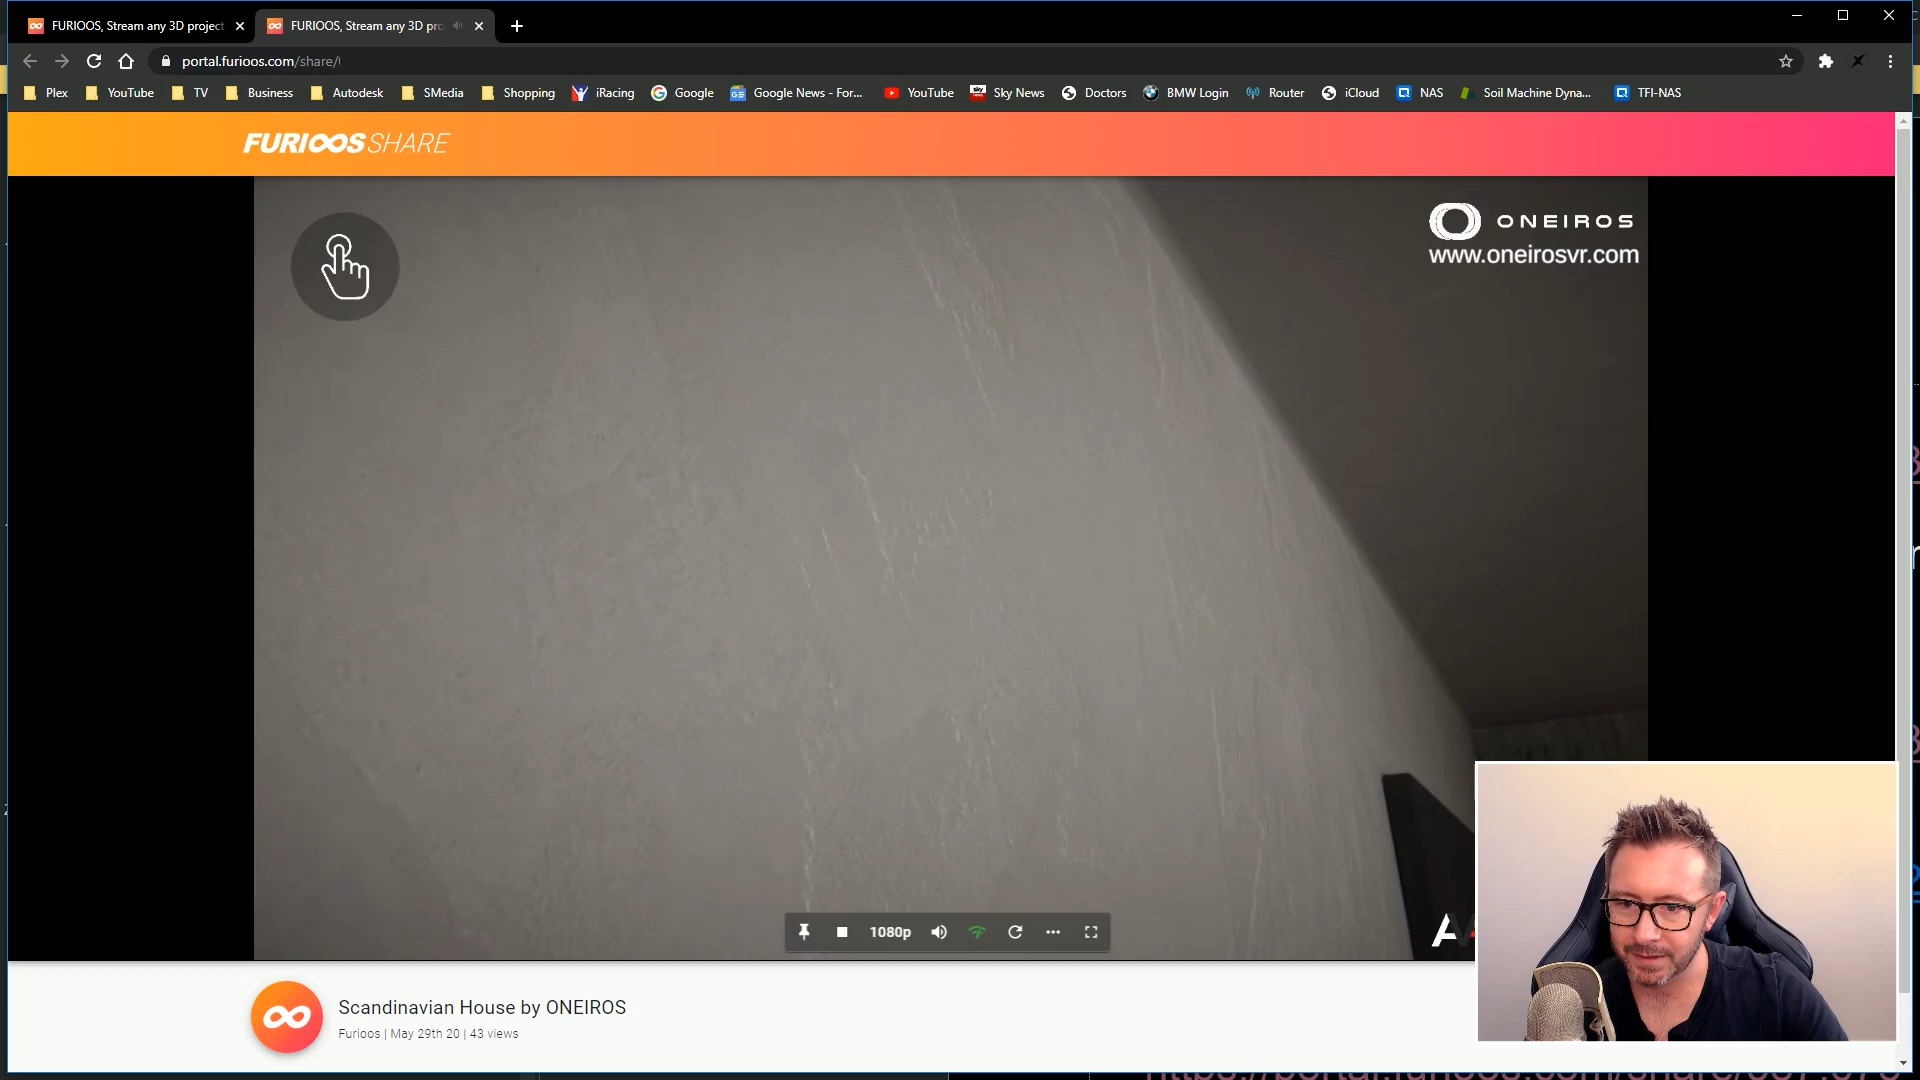 FURIOOS, Stream any 3D project
FURIOOS, Stream any 3D pro
portal.furioos.com/share/
Plex
YouTube
TV
Business
Autodesk
SMedia
Shopping
iRacing
Google
Google News - For...
YouTube
Sky News
Doctors
BMW Login
Router
iCloud
NAS
Soil Machine Dyna...
TFI-NAS
FURIOOS SHARE
ONEIROS
www.oneirosvr.com
1080p
Scandinavian House by ONEIROS
Furioos | May 29th 20 | 43 views